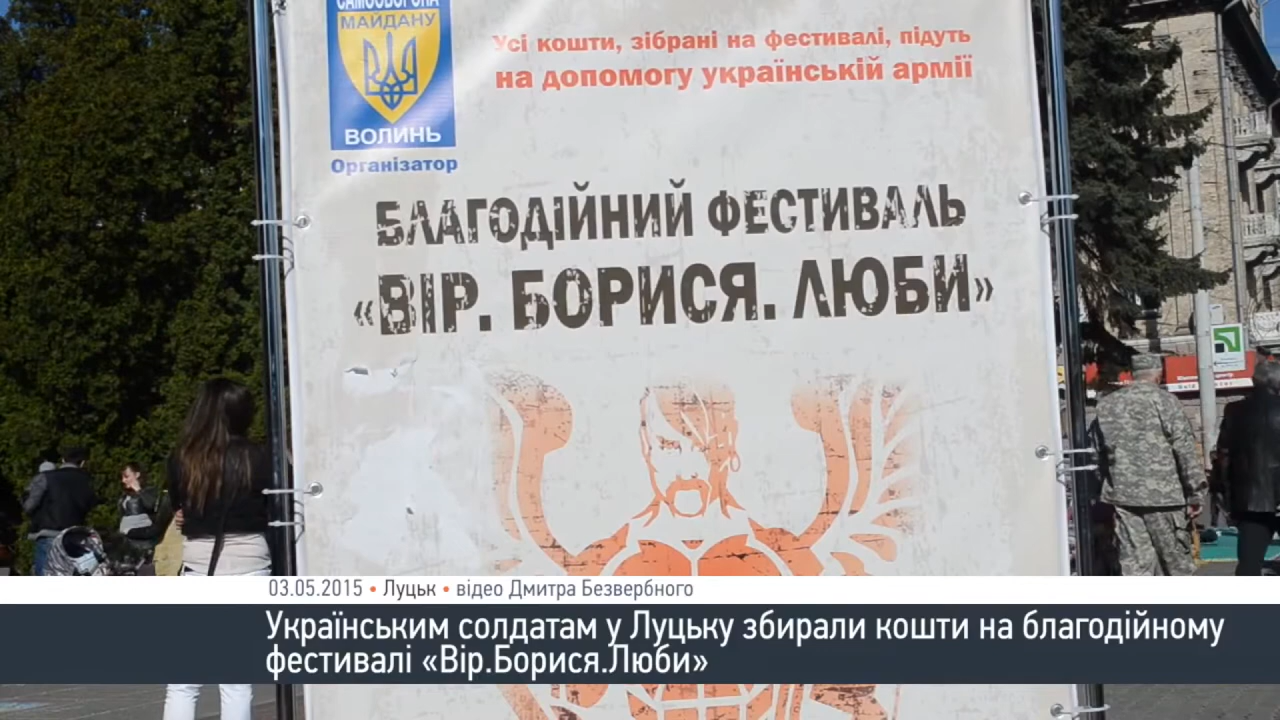 САМООБОРОНА
МАЙДАНУ
ВОЛИНЬ
Організатор
Усі кошти, зібрані на фестивалі, підуть
на допомогу українській армії
БЛАГОДІЙНИЙ ФЕСТИВАЛЬ
«ВІР. БОРИСЯ. ЛЮБИ»
03.05.2015 • Луцьк • відео Дмитра Безвербного
Українським солдатам у Луцьку збирали кошти на благодійному
фестивалі «Вір.Борися.Люби»